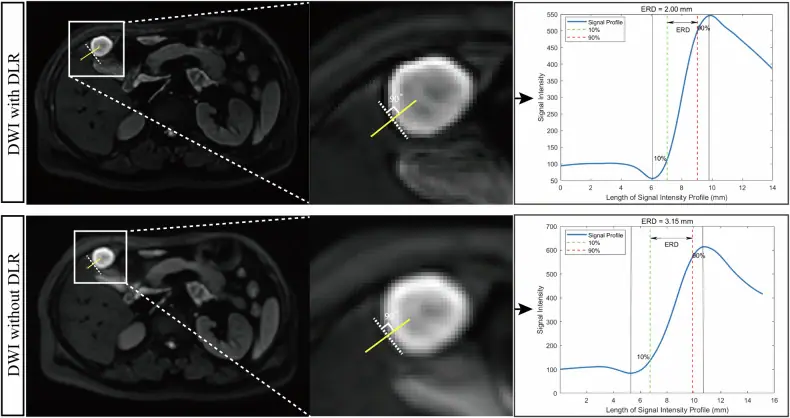 DWI with DLR
90°
ERD = 2.00 mm
Signal Profile
10%
90%
ERD
90%
10%
550
500
450
400
350
300
250
200
150
100
50
Signal Intensity
0 2 4 6 8 10 12 14
Length of Signal Intensity Profile (mm)
DWI without DLR
90°
ERD = 3.15 mm
Signal Profile
10%
90%
ERD
90%
10%
700
600
500
400
300
200
100
0
Signal Intensity
2 4 6 8 10 12 14 16
Length of Signal Intensity Profile (mm)